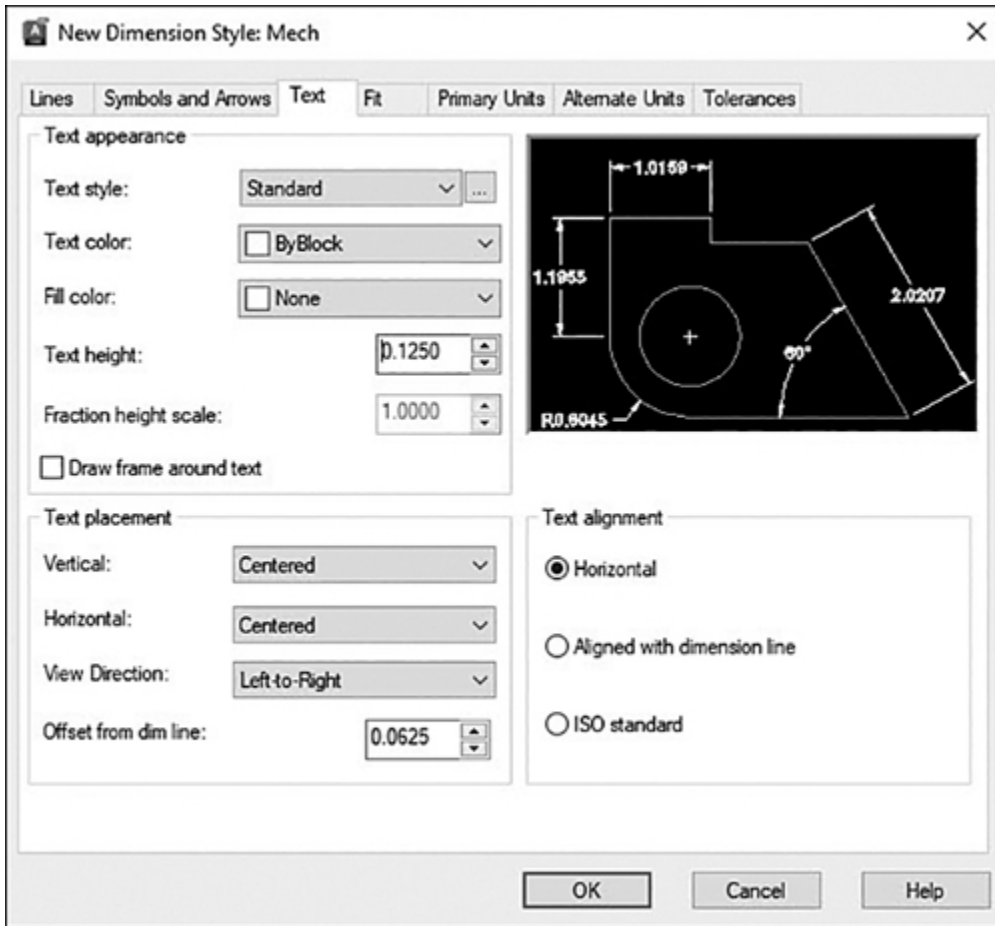 New Dimension Style: Mech
Lines Symbols and Arrows Text Fit Primary Units Alternate Units Tolerances
Text appearance
Text style: Standard ...
Text color: ByBlock
Fill color: None
Text height: 0.1250
Fraction height scale: 1.0000
Draw frame around text
1.0159
1.1955
2.0207
60°
R0.6045
Text placement
Vertical: Centered
Horizontal: Centered
View Direction: Left-to-Right
Offset from dim line: 0.0625
Text alignment
Horizontal
Aligned with dimension line
ISO standard
OK Cancel Help